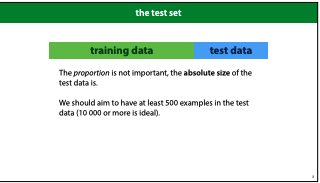 the test set
training data test data
The proportion is not important, the absolute size of the
test data is.
We should aim to have at least 500 examples in the test
data (10 000 or more is ideal).